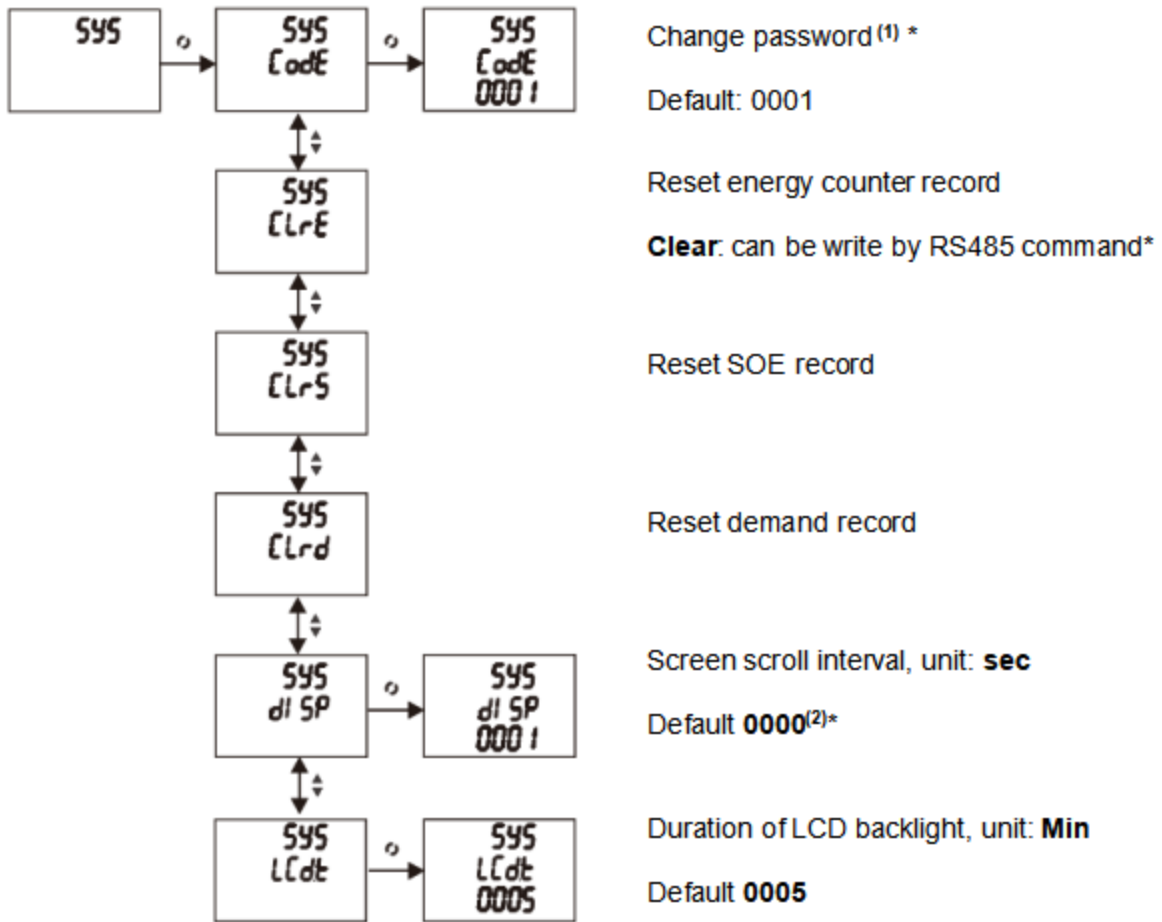 SYS
SYS
CodE
SYS
CodE
0001
Change password (1) *
Default: 0001
SYS
CLrE
Reset energy counter record
Clear: can be write by RS485 command*
SYS
CLrS
Reset SOE record
SYS
CLrd
Reset demand record
SYS
dISP
SYS
dISP
0001
Screen scroll interval, unit: sec
Default 0000(2)*
SYS
LCdt
SYS
LCdt
0005
Duration of LCD backlight, unit: Min
Default 0005